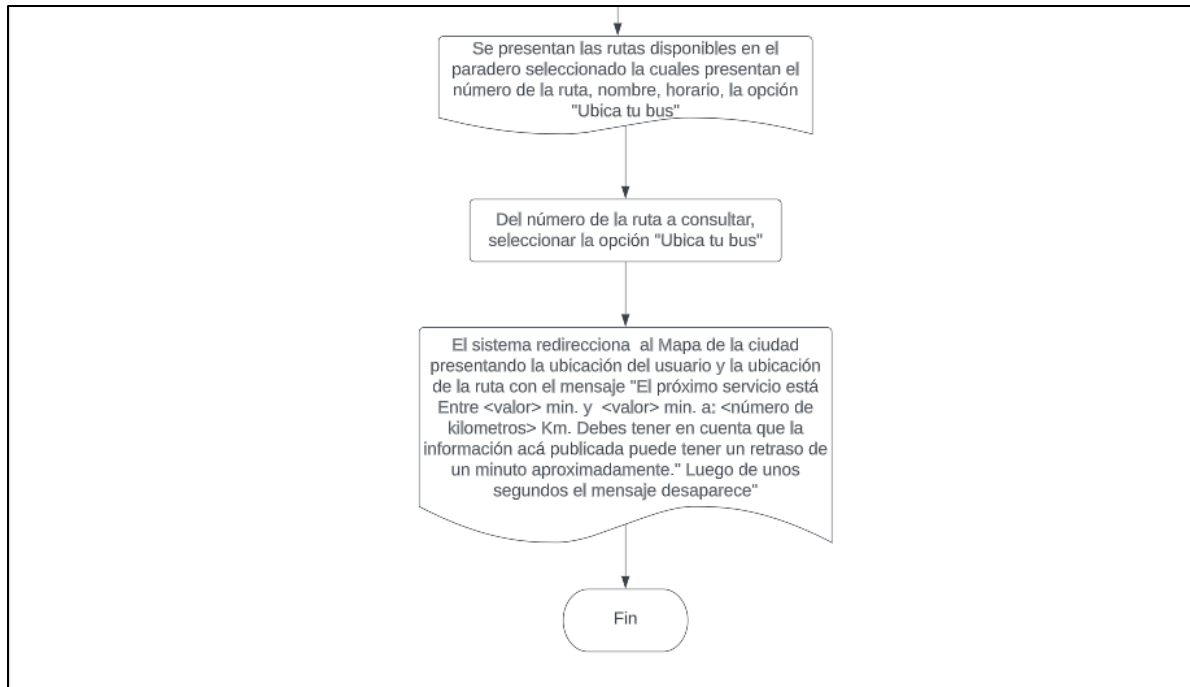 Se presentan las rutas disponibles en el
paradero seleccionado la cuales presentan el
número de la ruta, nombre, horario, la opción
"Ubica tu bus"
Del número de la ruta a consultar,
seleccionar la opción "Ubica tu bus"
El sistema redirecciona  al Mapa de la ciudad
presentando la ubicación del usuario y la ubicación
de la ruta con el mensaje "El próximo servicio está
Entre <valor> min. y  <valor> min. a: <número de
kilometros> Km. Debes tener en cuenta que la
información acá publicada puede tener un retraso de
un minuto aproximadamente." Luego de unos
segundos el mensaje desaparece"
Fin